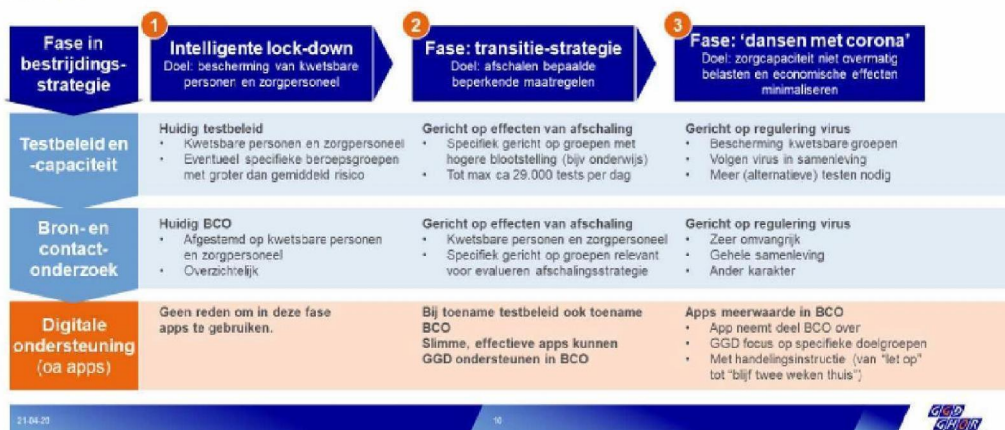 Fase in
bestrijdings-
strategie
1
Intelligente lock-down
Doel: bescherming van kwetsbare
personen en zorgpersoneel
2
Fase: transitie-strategie
Doel: afschalen bepaalde
beperkende maatregelen
3
Fase: ‘dansen met corona’
Doel: zorgcapaciteit niet overmatig
belasten en economische effecten
minimaliseren
Testbeleid en
-capaciteit
Huidig testbeleid
• Kwetsbare personen en zorgpersoneel
• Eventueel specifieke beroepsgroepen
met groter dan gemiddeld risico
Gericht op effecten van afschaling
• Specifiek gericht op groepen met
hogere blootstelling (bijv onderwijs)
• Tot max ca 29.000 tests per dag
Gericht op regulering virus
• Bescherming kwetsbare groepen
• Volgen virus in samenleving
• Meer (alternatieve) testen nodig
Bron- en
contact-
onderzoek
Huidig BCO
• Afgestemd op kwetsbare personen
en zorgpersoneel
• Overzichtelijk
Gericht op effecten van afschaling
• Kwetsbare personen en zorgpersoneel
• Specifiek gericht op groepen relevant
voor evalueren afschalingsstrategie
Gericht op regulering virus
• Zeer omvangrijk
• Gehele samenleving
• Ander karakter
Digitale
ondersteuning
(oa apps)
Geen reden om in deze fase
apps te gebruiken.
Bij toename testbeleid ook toename
BCO
Slimme, effectieve apps kunnen
GGD ondersteunen in BCO
Apps meerwaarde in BCO
• App neemt deel BCO over
• GGD focus op specifieke doelgroepen
• Met handelingsinstructie (van “let op”
tot “blijf twee weken thuis”)
21-04-20
10
GGD
GHOR